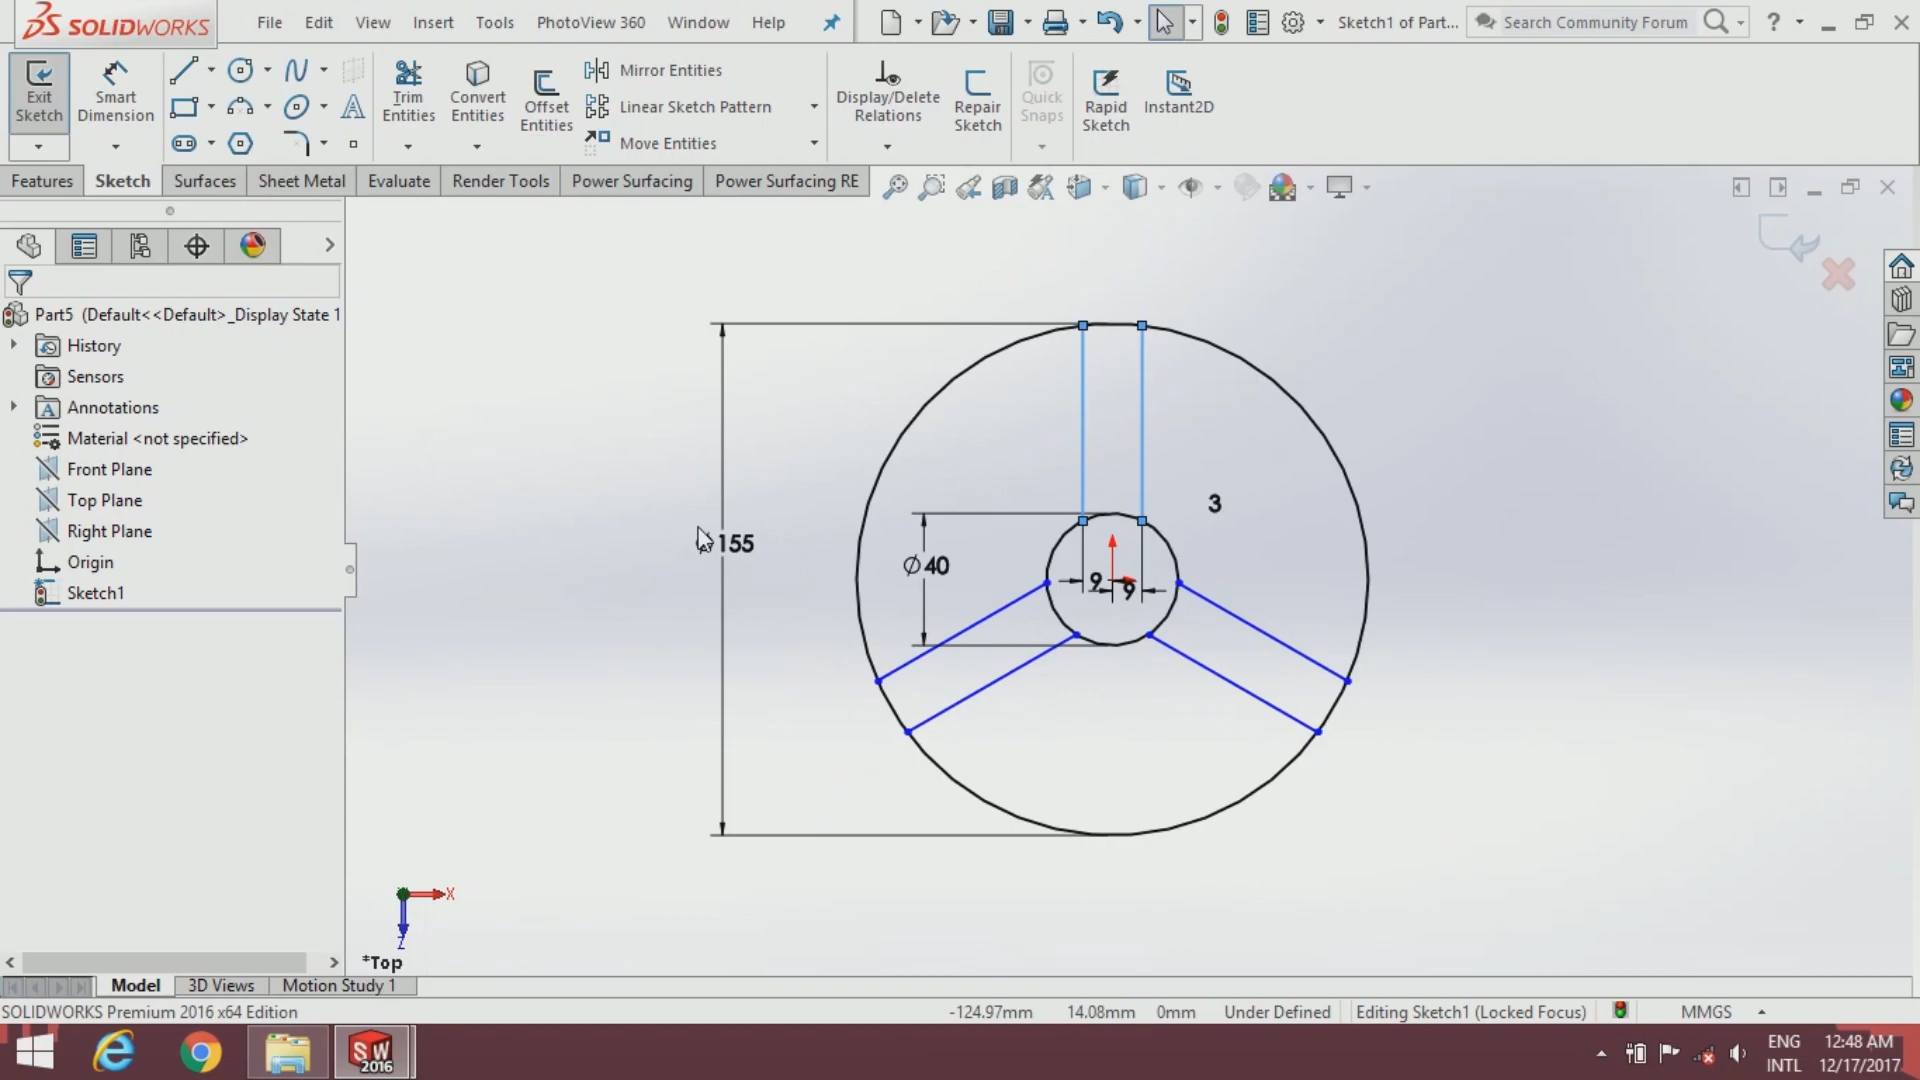 SOLIDWORKS File Edit View Insert Tools PhotoView 360 Window Help Sketch1 of Part... Search Community Forum ?
Exit Sketch
Smart Dimension
Trim Entities
Convert Entities
Offset Entities
Mirror Entities
Linear Sketch Pattern
Move Entities
Display/Delete Relations
Repair Sketch
Quick Snaps
Rapid Sketch
Instant2D
Features Sketch Surfaces Sheet Metal Evaluate Render Tools Power Surfacing Power Surfacing RE
Part5 (Default<<Default>_Display State 1
History
Sensors
Annotations
Material <not specified>
Front Plane
Top Plane
Right Plane
Origin
Sketch1
3
155
∅40
9
9
X
Z
*Top
Model 3D Views Motion Study 1
SOLIDWORKS Premium 2016 x64 Edition -124.97mm 14.08mm 0mm Under Defined Editing Sketch1 (Locked Focus) MMGS
SW 2016
ENG 12:48 AM
INTL 12/17/2017